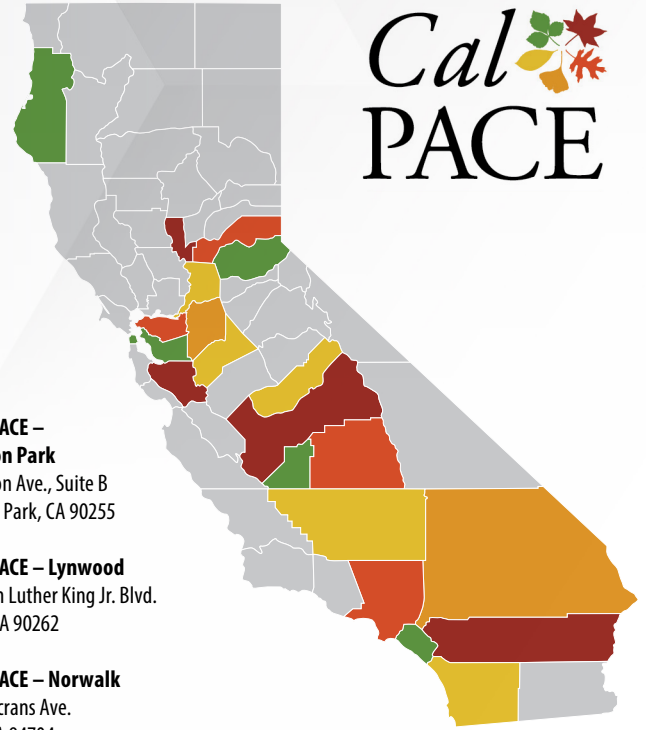 Cal
PACE
ACE –
on Park
on Ave., Suite B
Park, CA 90255
ACE – Lynwood
n Luther King Jr. Blvd.
A 90262
ACE – Norwalk
crans Ave.